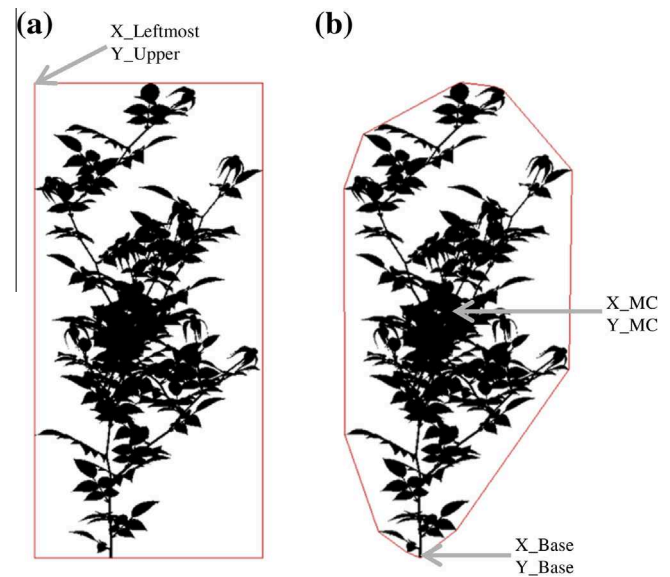 (a)
X_Leftmost
Y_Upper
(b)
X_MC
Y_MC
X_Base
Y_Base